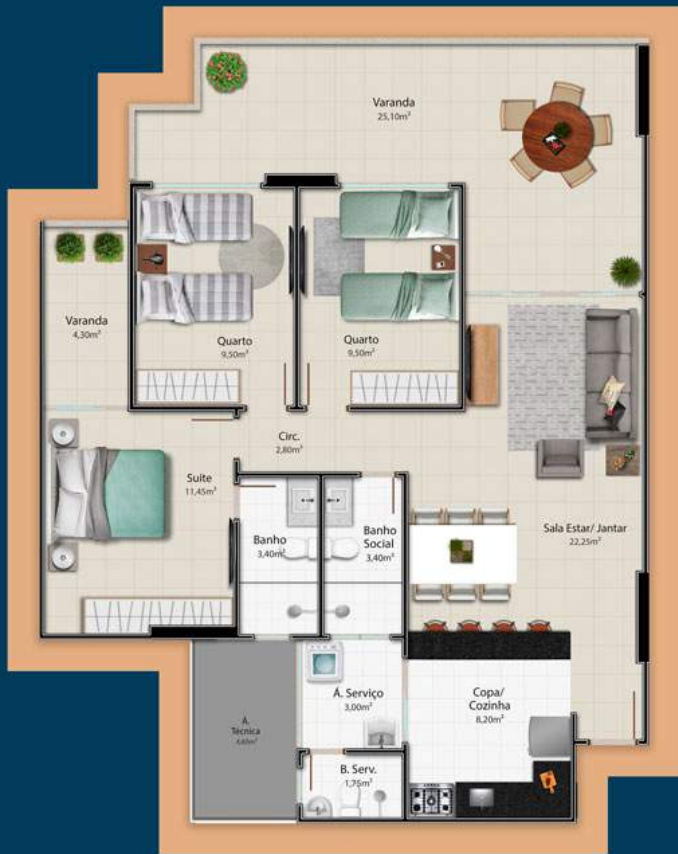 Varanda
25,10m²
Varanda
4,30m²
Quarto
9,50m²
Quarto
9,50m²
Circ.
2,80m²
Suíte
11,45m²
Banho
3,40m²
Banho
Social
3,40m²
Sala Estar/ Jantar
22,25m²
Á. Serviço
3,00m²
Copa/
Cozinha
8,20m²
Á.
Técnica
B. Serv.
1,75m²